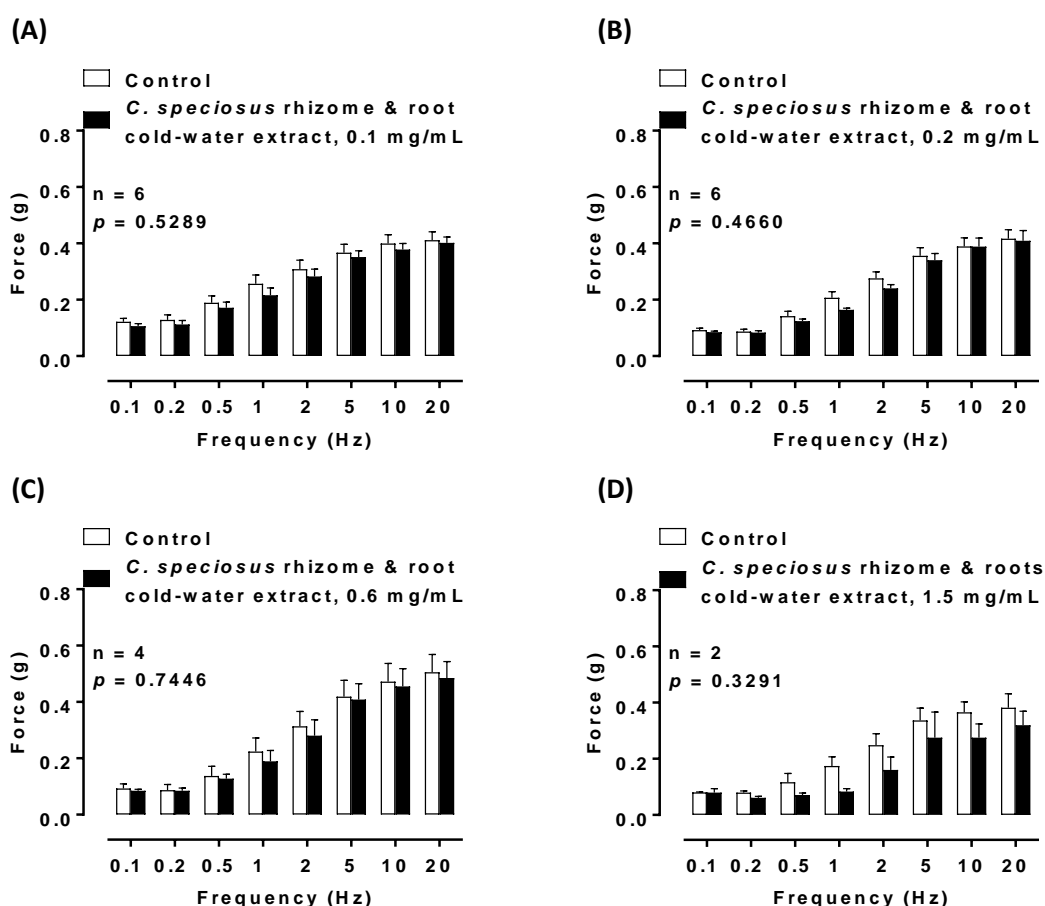 (A)
Control
C. speciosus rhizome & root
cold-water extract, 0.1 mg/mL
n = 6
p = 0.5289
Force (g)
0.8
0.6
0.4
0.2
0.0
0.1 0.2 0.5 1 2 5 10 20
Frequency (Hz)
(B)
Control
C. speciosus rhizome & root
cold-water extract, 0.2 mg/mL
n = 6
p = 0.4660
Force (g)
0.8
0.6
0.4
0.2
0.0
0.1 0.2 0.5 1 2 5 10 20
Frequency (Hz)
(C)
Control
C. speciosus rhizome & root
cold-water extract, 0.6 mg/mL
n = 4
p = 0.7446
Force (g)
0.8
0.6
0.4
0.2
0.0
0.1 0.2 0.5 1 2 5 10 20
Frequency (Hz)
(D)
Control
C. speciosus rhizome & roots
cold-water extract, 1.5 mg/mL
n = 2
p = 0.3291
Force (g)
0.8
0.6
0.4
0.2
0.0
0.1 0.2 0.5 1 2 5 10 20
Frequency (Hz)